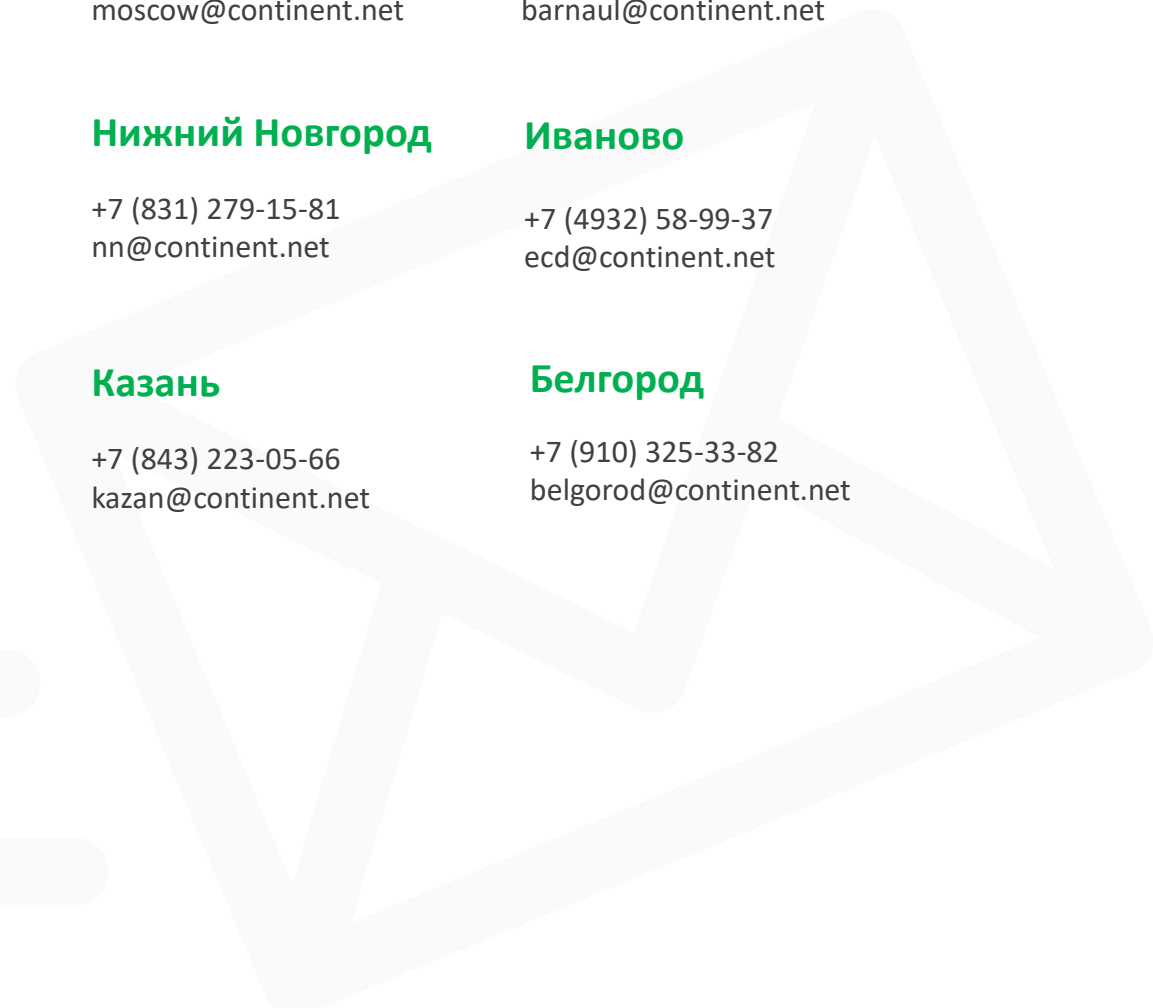 moscow@continent.net
barnaul@continent.net
Нижний Новгород
+7 (831) 279-15-81
nn@continent.net
Иваново
+7 (4932) 58-99-37
ecd@continent.net
Казань
+7 (843) 223-05-66
kazan@continent.net
Белгород
+7 (910) 325-33-82
belgorod@continent.net